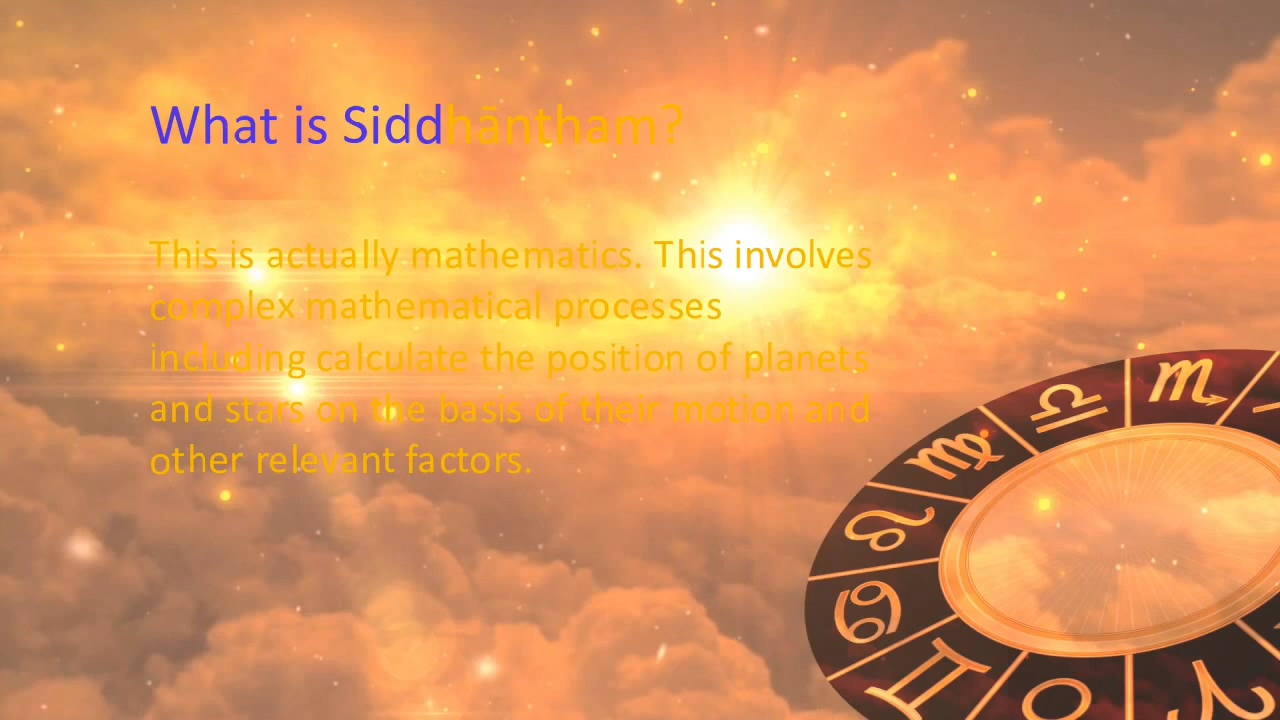 What is Siddhāntham?
This is actually mathematics. This involves
complex mathematical processes
including calculate the position of planets
and stars on the basis of their motion and
other relevant factors.